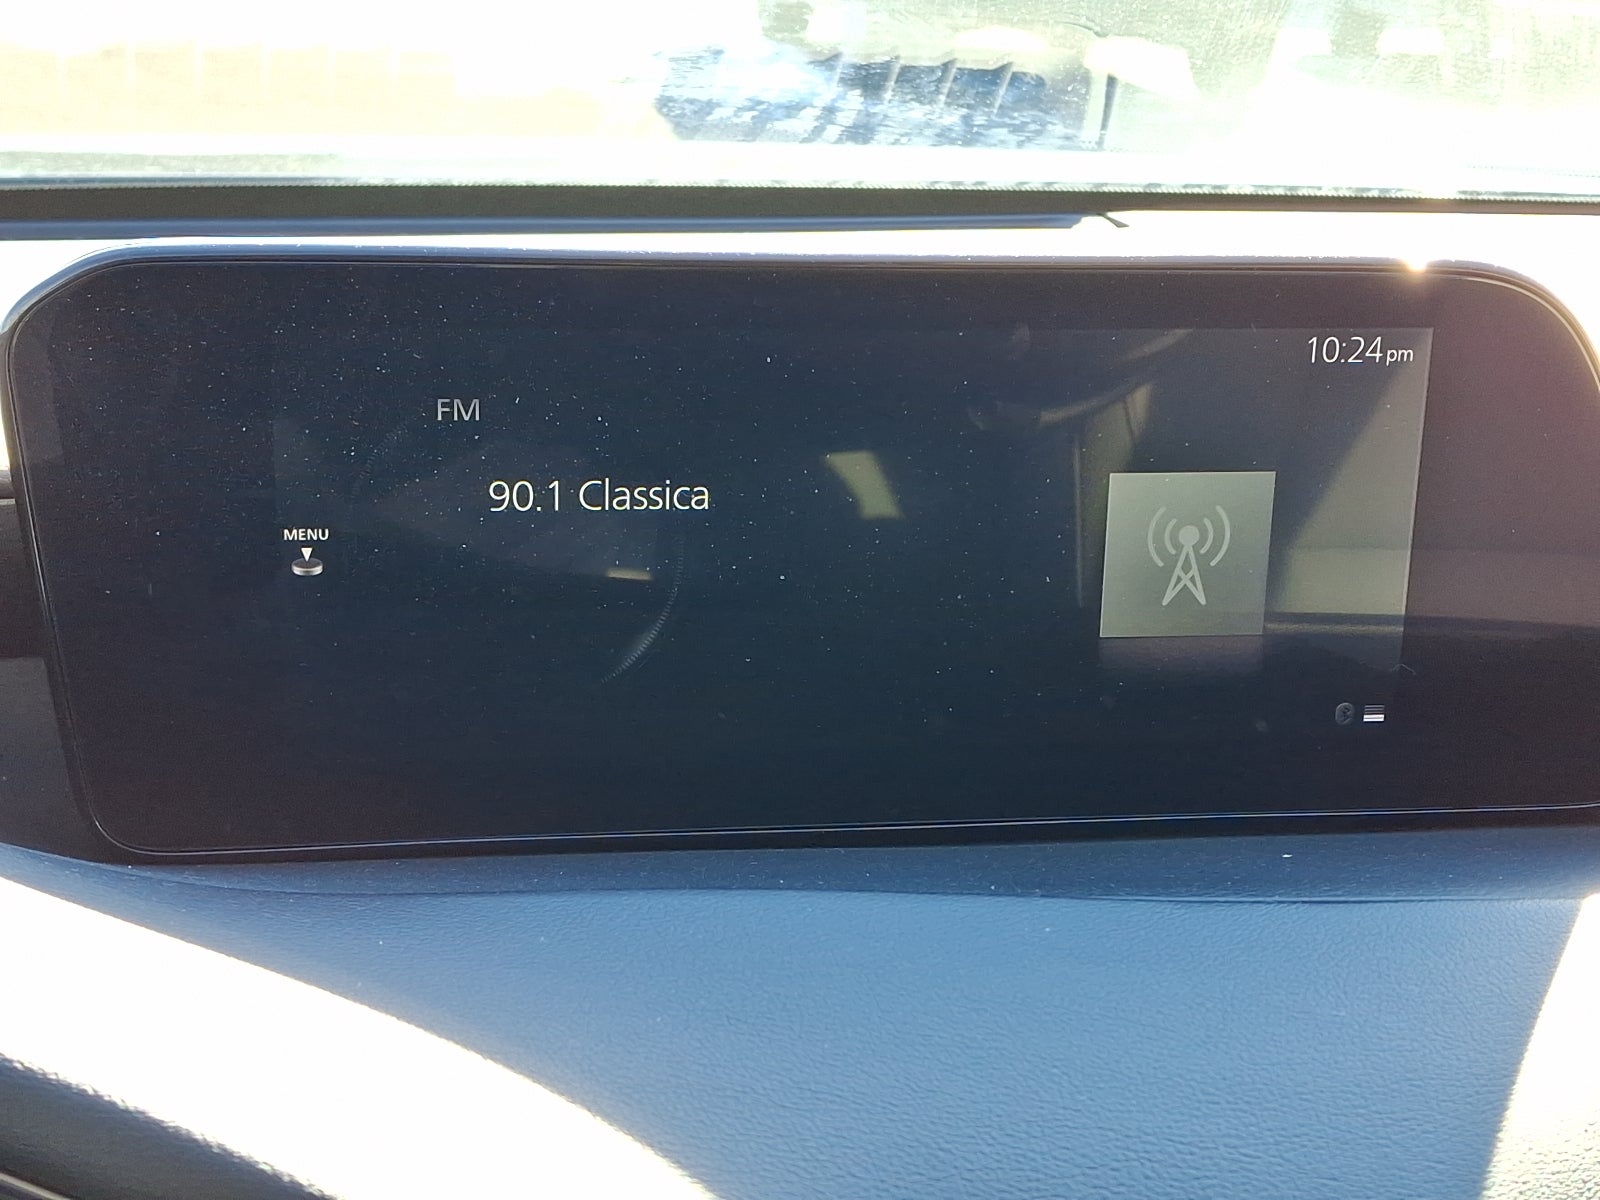 10:24pm
FM
90.1 Classica
MENU